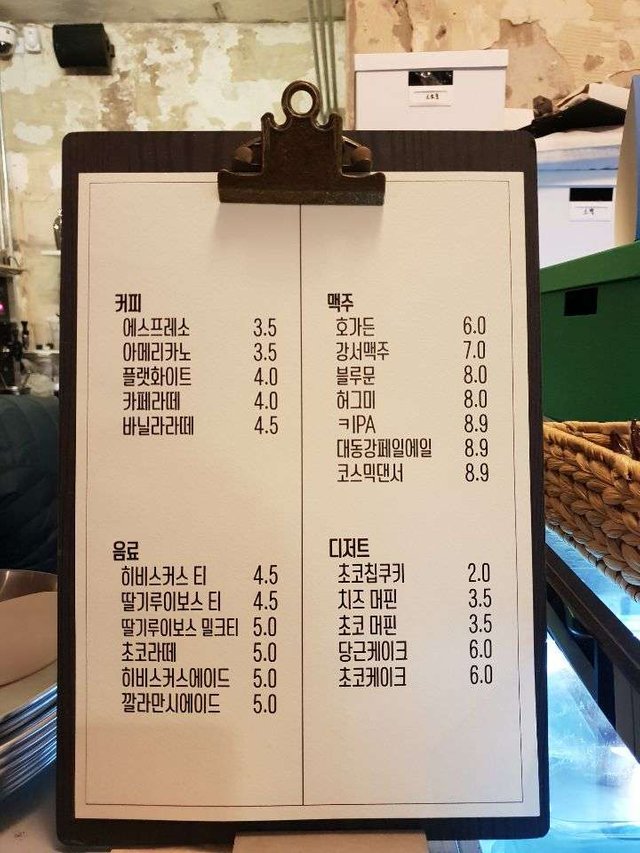 커피
에스프레소 3.5
아메리카노 3.5
플랫화이트 4.0
카페라떼 4.0
바닐라라떼 4.5
음료
히비스커스 티 4.5
딸기루이보스 티 4.5
딸기루이보스 밀크티 5.0
초코라떼 5.0
히비스커스에이드 5.0
깔라만시에이드 5.0
맥주
호가든 6.0
강서맥주 7.0
블루문 8.0
허그미 8.0
ㅋIPA 8.9
대동강페일에일 8.9
코스믹댄서 8.9
디저트
초코칩쿠키 2.0
치즈 머핀 3.5
초코 머핀 3.5
당근케이크 6.0
초코케이크 6.0